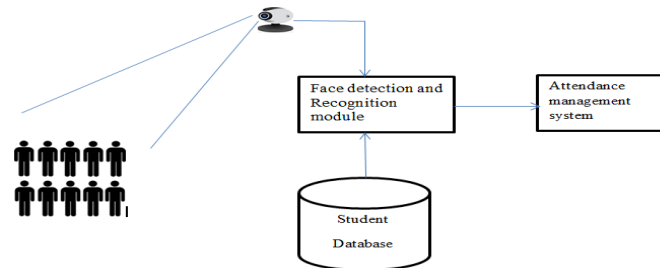 Face detection and
Recognition
module
Attendance
management
system
Student
Database